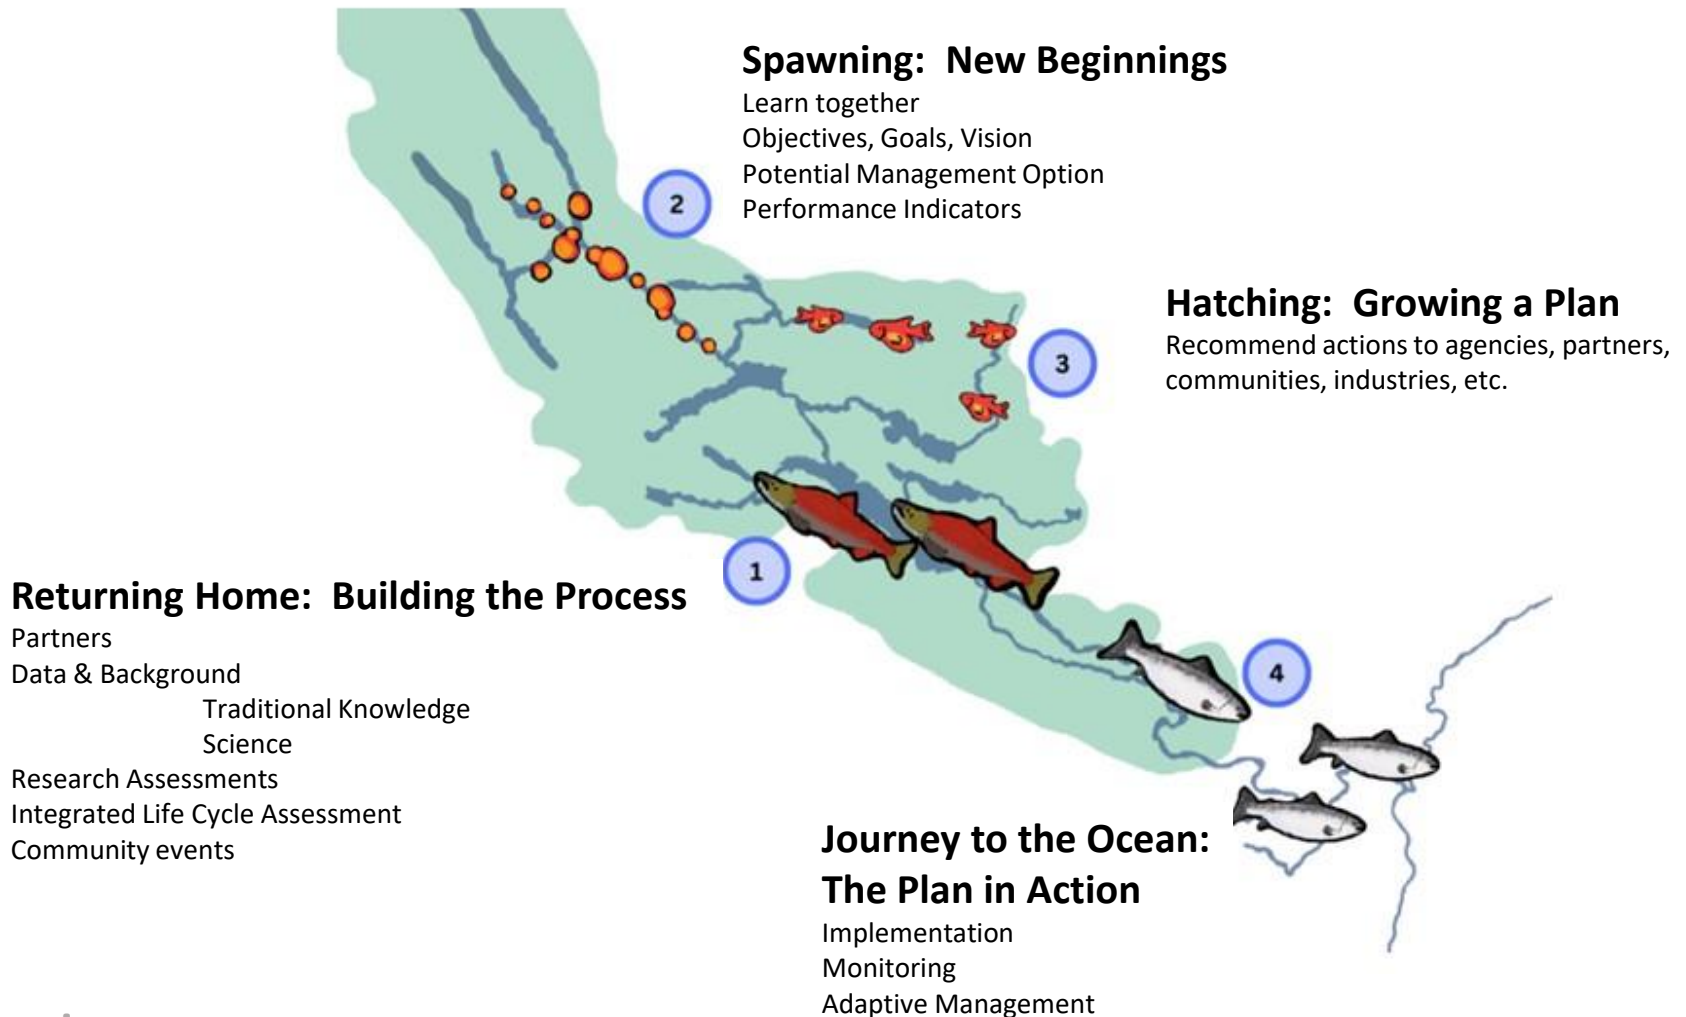 Spawning:  New Beginnings
Learn together
Objectives, Goals, Vision
Potential Management Option
Performance Indicators
2
Hatching:  Growing a Plan
Recommend actions to agencies, partners,
communities, industries, etc.
3
1
Returning Home:  Building the Process
Partners
Data & Background
Traditional Knowledge
Science
Research Assessments
Integrated Life Cycle Assessment
Community events
4
Journey to the Ocean:
The Plan in Action
Implementation
Monitoring
Adaptive Management